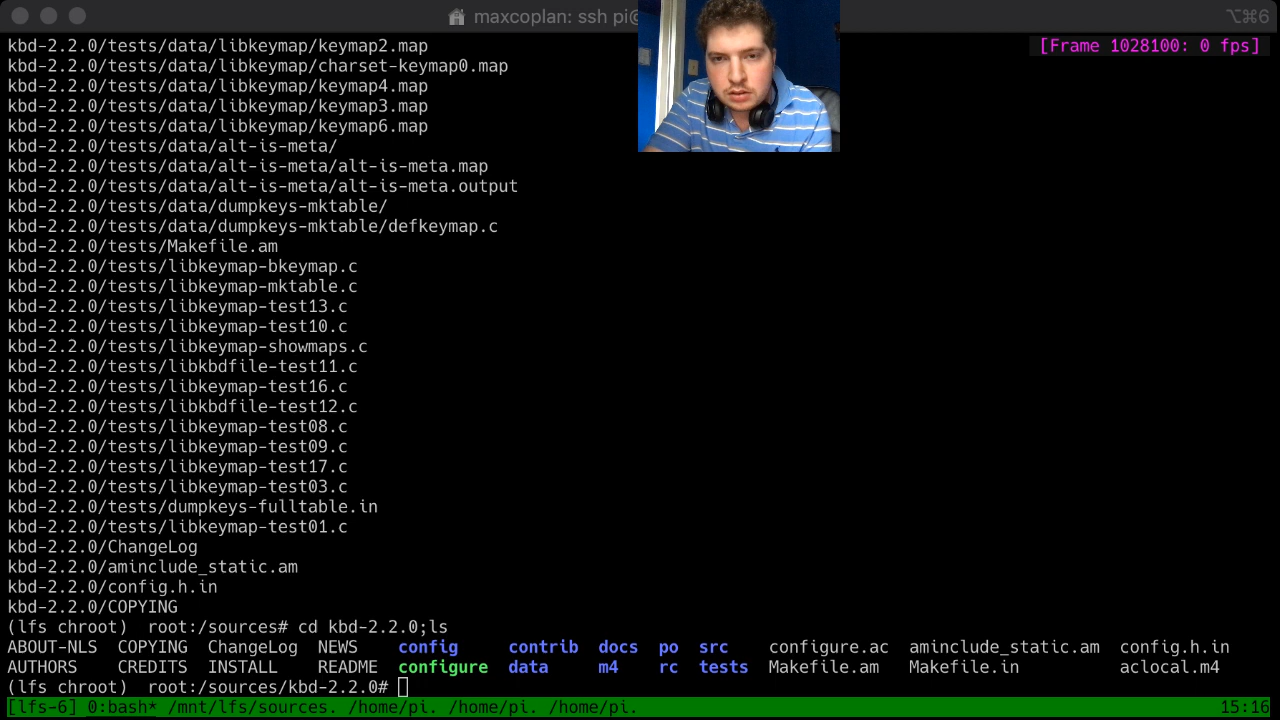 maxcoplan: ssh pi@
⌥⌘6
kbd-2.2.0/tests/data/libkeymap/keymap2.map
[Frame 1028100: 0 fps]
kbd-2.2.0/tests/data/libkeymap/charset-keymap0.map
kbd-2.2.0/tests/data/libkeymap/keymap4.map
kbd-2.2.0/tests/data/libkeymap/keymap3.map
kbd-2.2.0/tests/data/libkeymap/keymap6.map
kbd-2.2.0/tests/data/alt-is-meta/
kbd-2.2.0/tests/data/alt-is-meta/alt-is-meta.map
kbd-2.2.0/tests/data/alt-is-meta/alt-is-meta.output
kbd-2.2.0/tests/data/dumpkeys-mktable/
kbd-2.2.0/tests/data/dumpkeys-mktable/defkeymap.c
kbd-2.2.0/tests/Makefile.am
kbd-2.2.0/tests/libkeymap-bkeymap.c
kbd-2.2.0/tests/libkeymap-mktable.c
kbd-2.2.0/tests/libkeymap-test13.c
kbd-2.2.0/tests/libkeymap-test10.c
kbd-2.2.0/tests/libkeymap-showmaps.c
kbd-2.2.0/tests/libkbdfile-test11.c
kbd-2.2.0/tests/libkeymap-test16.c
kbd-2.2.0/tests/libkbdfile-test12.c
kbd-2.2.0/tests/libkeymap-test08.c
kbd-2.2.0/tests/libkeymap-test09.c
kbd-2.2.0/tests/libkeymap-test17.c
kbd-2.2.0/tests/libkeymap-test03.c
kbd-2.2.0/tests/dumpkeys-fulltable.in
kbd-2.2.0/tests/libkeymap-test01.c
kbd-2.2.0/ChangeLog
kbd-2.2.0/aminclude_static.am
kbd-2.2.0/config.h.in
kbd-2.2.0/COPYING
(lfs chroot)  root:/sources# cd kbd-2.2.0;ls
ABOUT-NLS  COPYING  ChangeLog  NEWS    config     contrib  docs  po  src    configure.ac  aminclude_static.am  config.h.in
AUTHORS    CREDITS  INSTALL    README  configure  data     m4    rc  tests  Makefile.am   Makefile.in          aclocal.m4
(lfs chroot)  root:/sources/kbd-2.2.0#
[lfs-6] 0:bash* /mnt/lfs/sources. /home/pi. /home/pi. /home/pi. 15:16